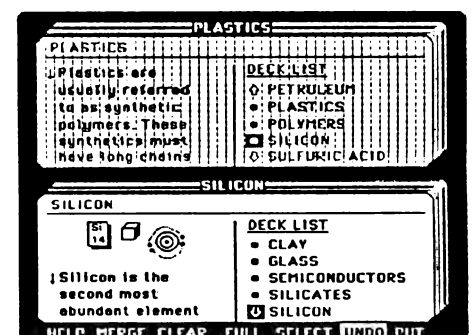 PLASTICS
PLASTICS
↓Plastics are
usually referred
to as synthetic
polymers. These
synthetics must
have long chains
DECK LIST
◇ PETROLEUM
• PLASTICS
• POLYMERS
SILICON
◇ SULFURIC ACID
SILICON
SILICON
Si
14
↓Silicon is the
second most
abundant element
DECK LIST
• CLAY
• GLASS
• SEMICONDUCTORS
• SILICATES
SILICON
HELP MERGE CLEAR FULL SELECT UNDO PUT